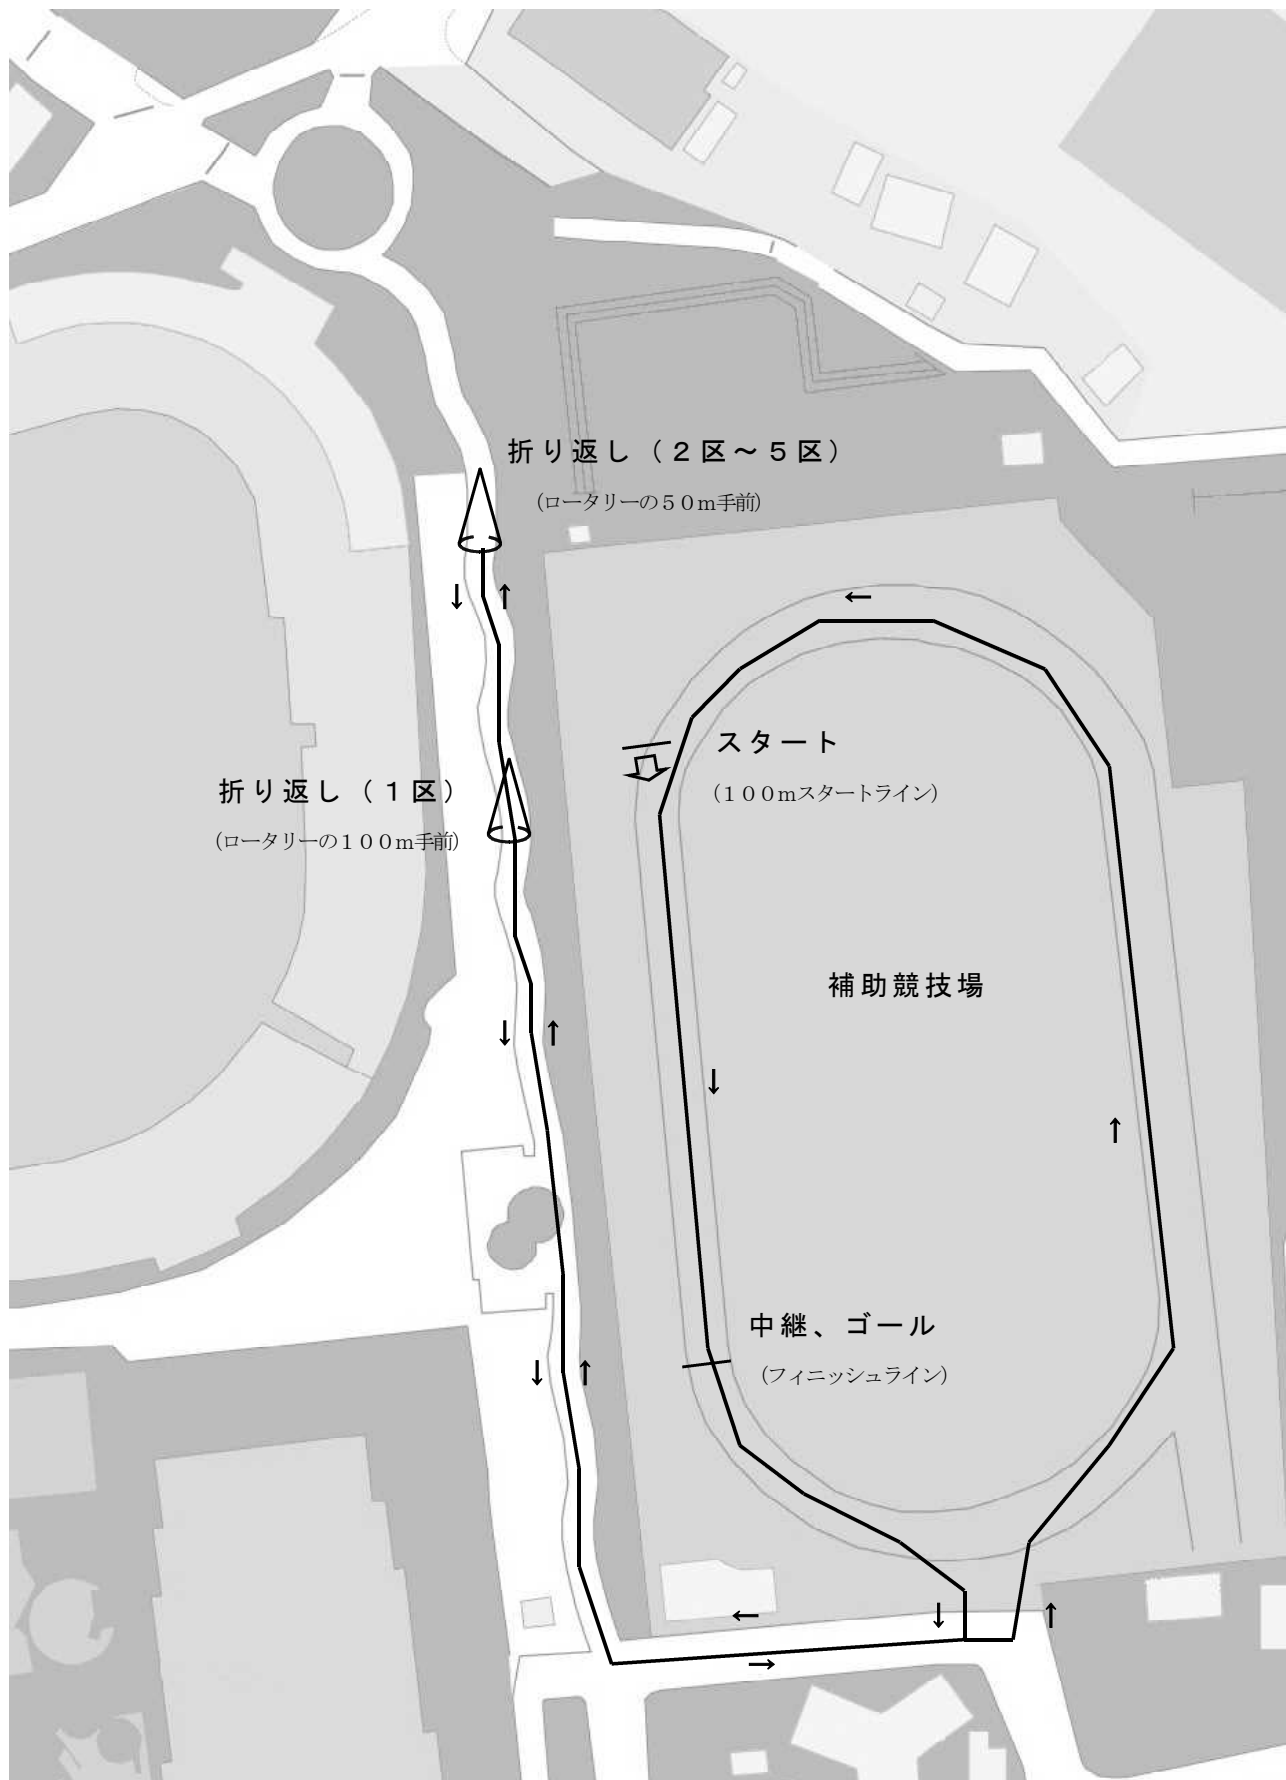 折り返し（２区～５区）
（ロータリーの５０ｍ手前）
スタート
（１００ｍスタートライン）
折り返し（１区）
（ロータリーの１００ｍ手前）
補助競技場
中継、ゴール
（フィニッシュライン）